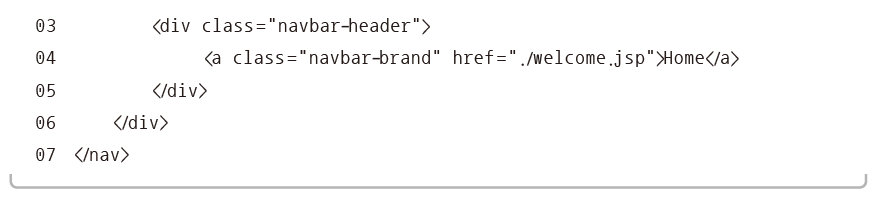 03 <div class="navbar-header">
04 <a class="navbar-brand" href="./welcome.jsp">Home</a>
05 </div>
06 </div>
07 </nav>